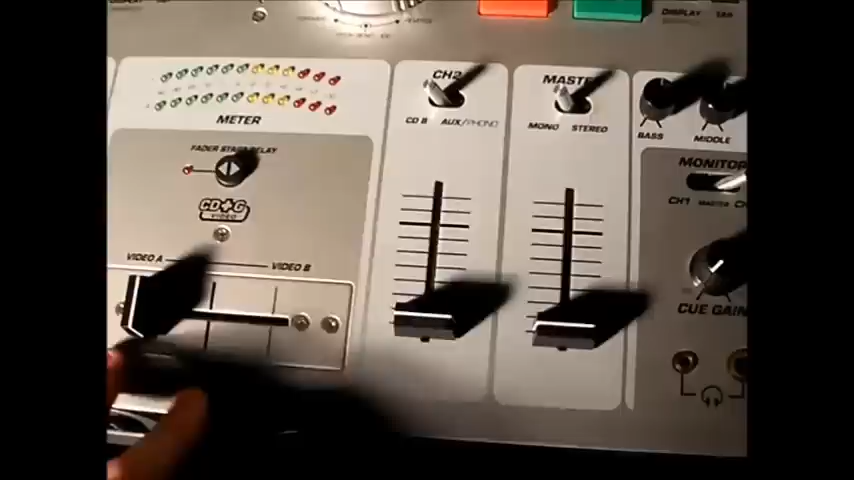 DISPLAY
METER
CH2
CD B AUX/PHONO
MASTER
MONO STEREO
BASS MIDDLE
FADER START RELAY
CD+G
VIDEO
MONITOR
CH1 MASTER
VIDEO A VIDEO B
CUE GAIN